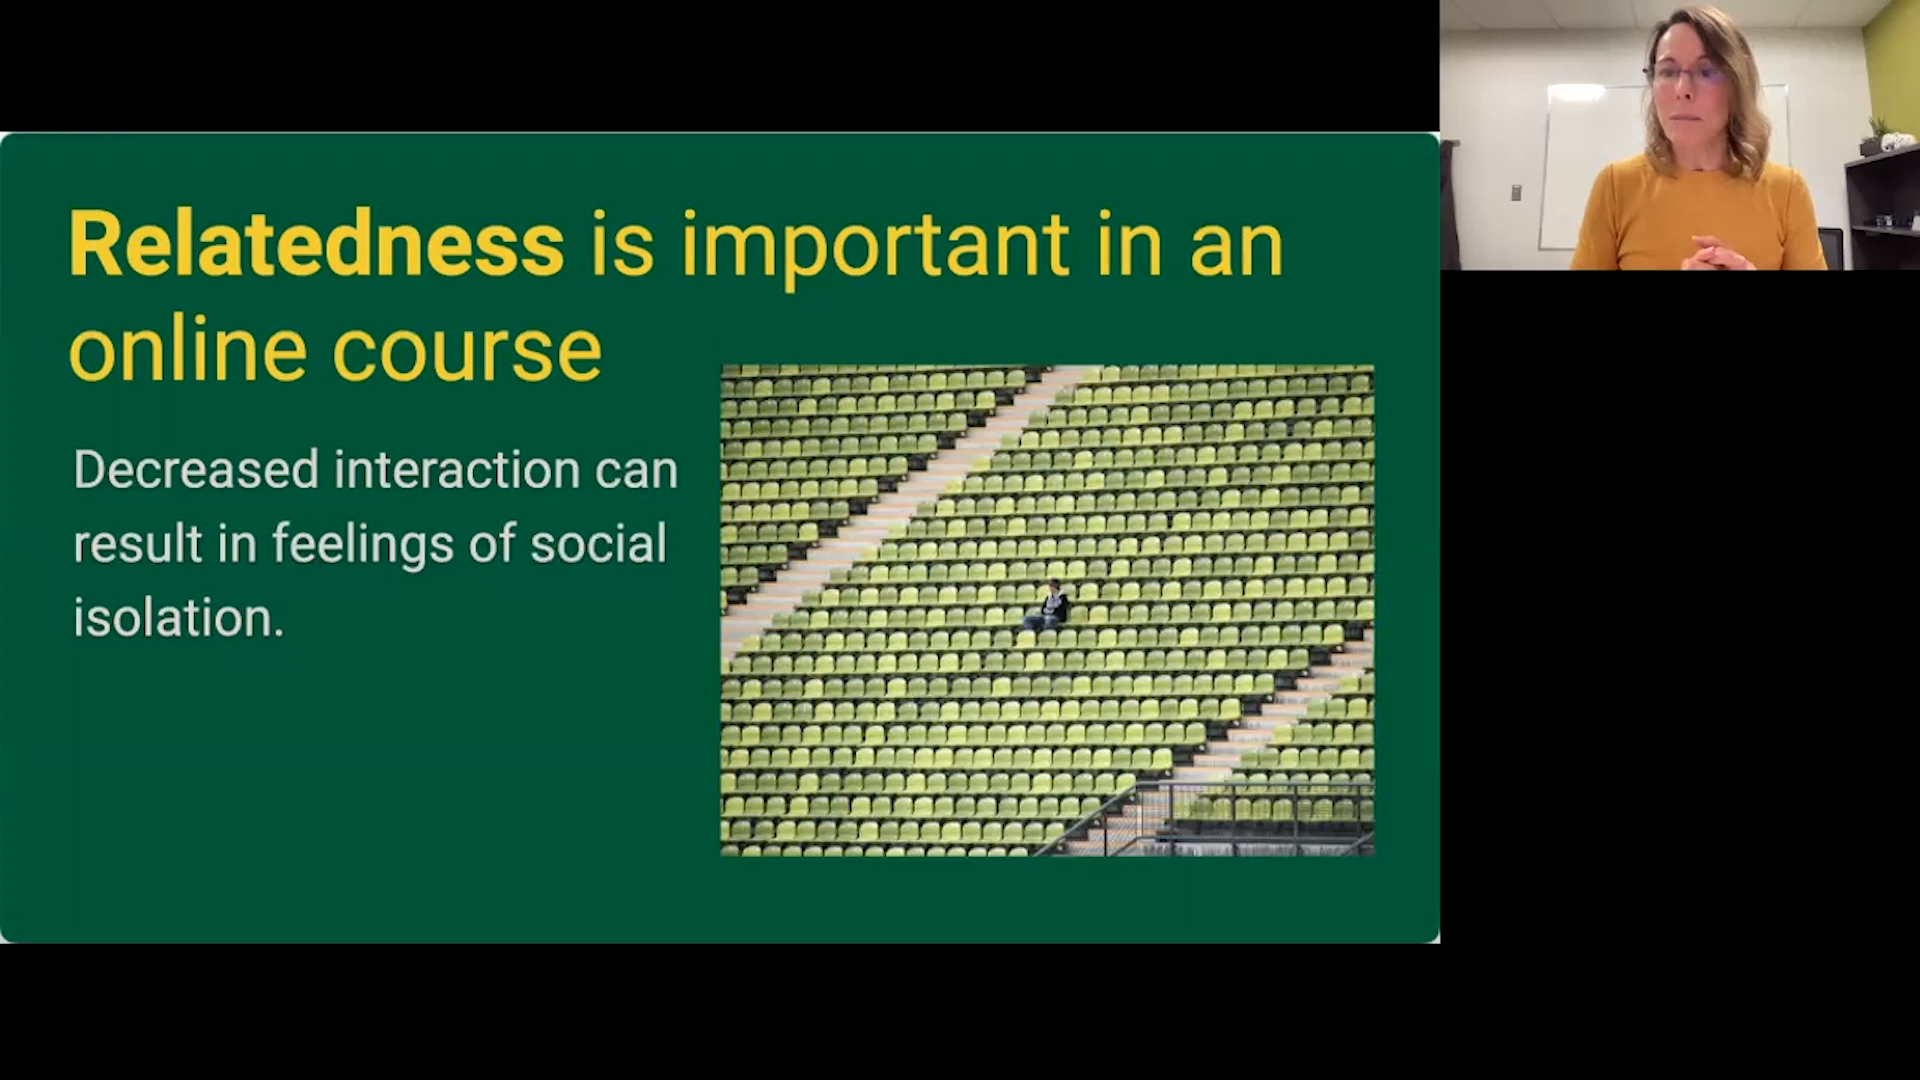 Relatedness is important in an
online course
Decreased interaction can
result in feelings of social
isolation.